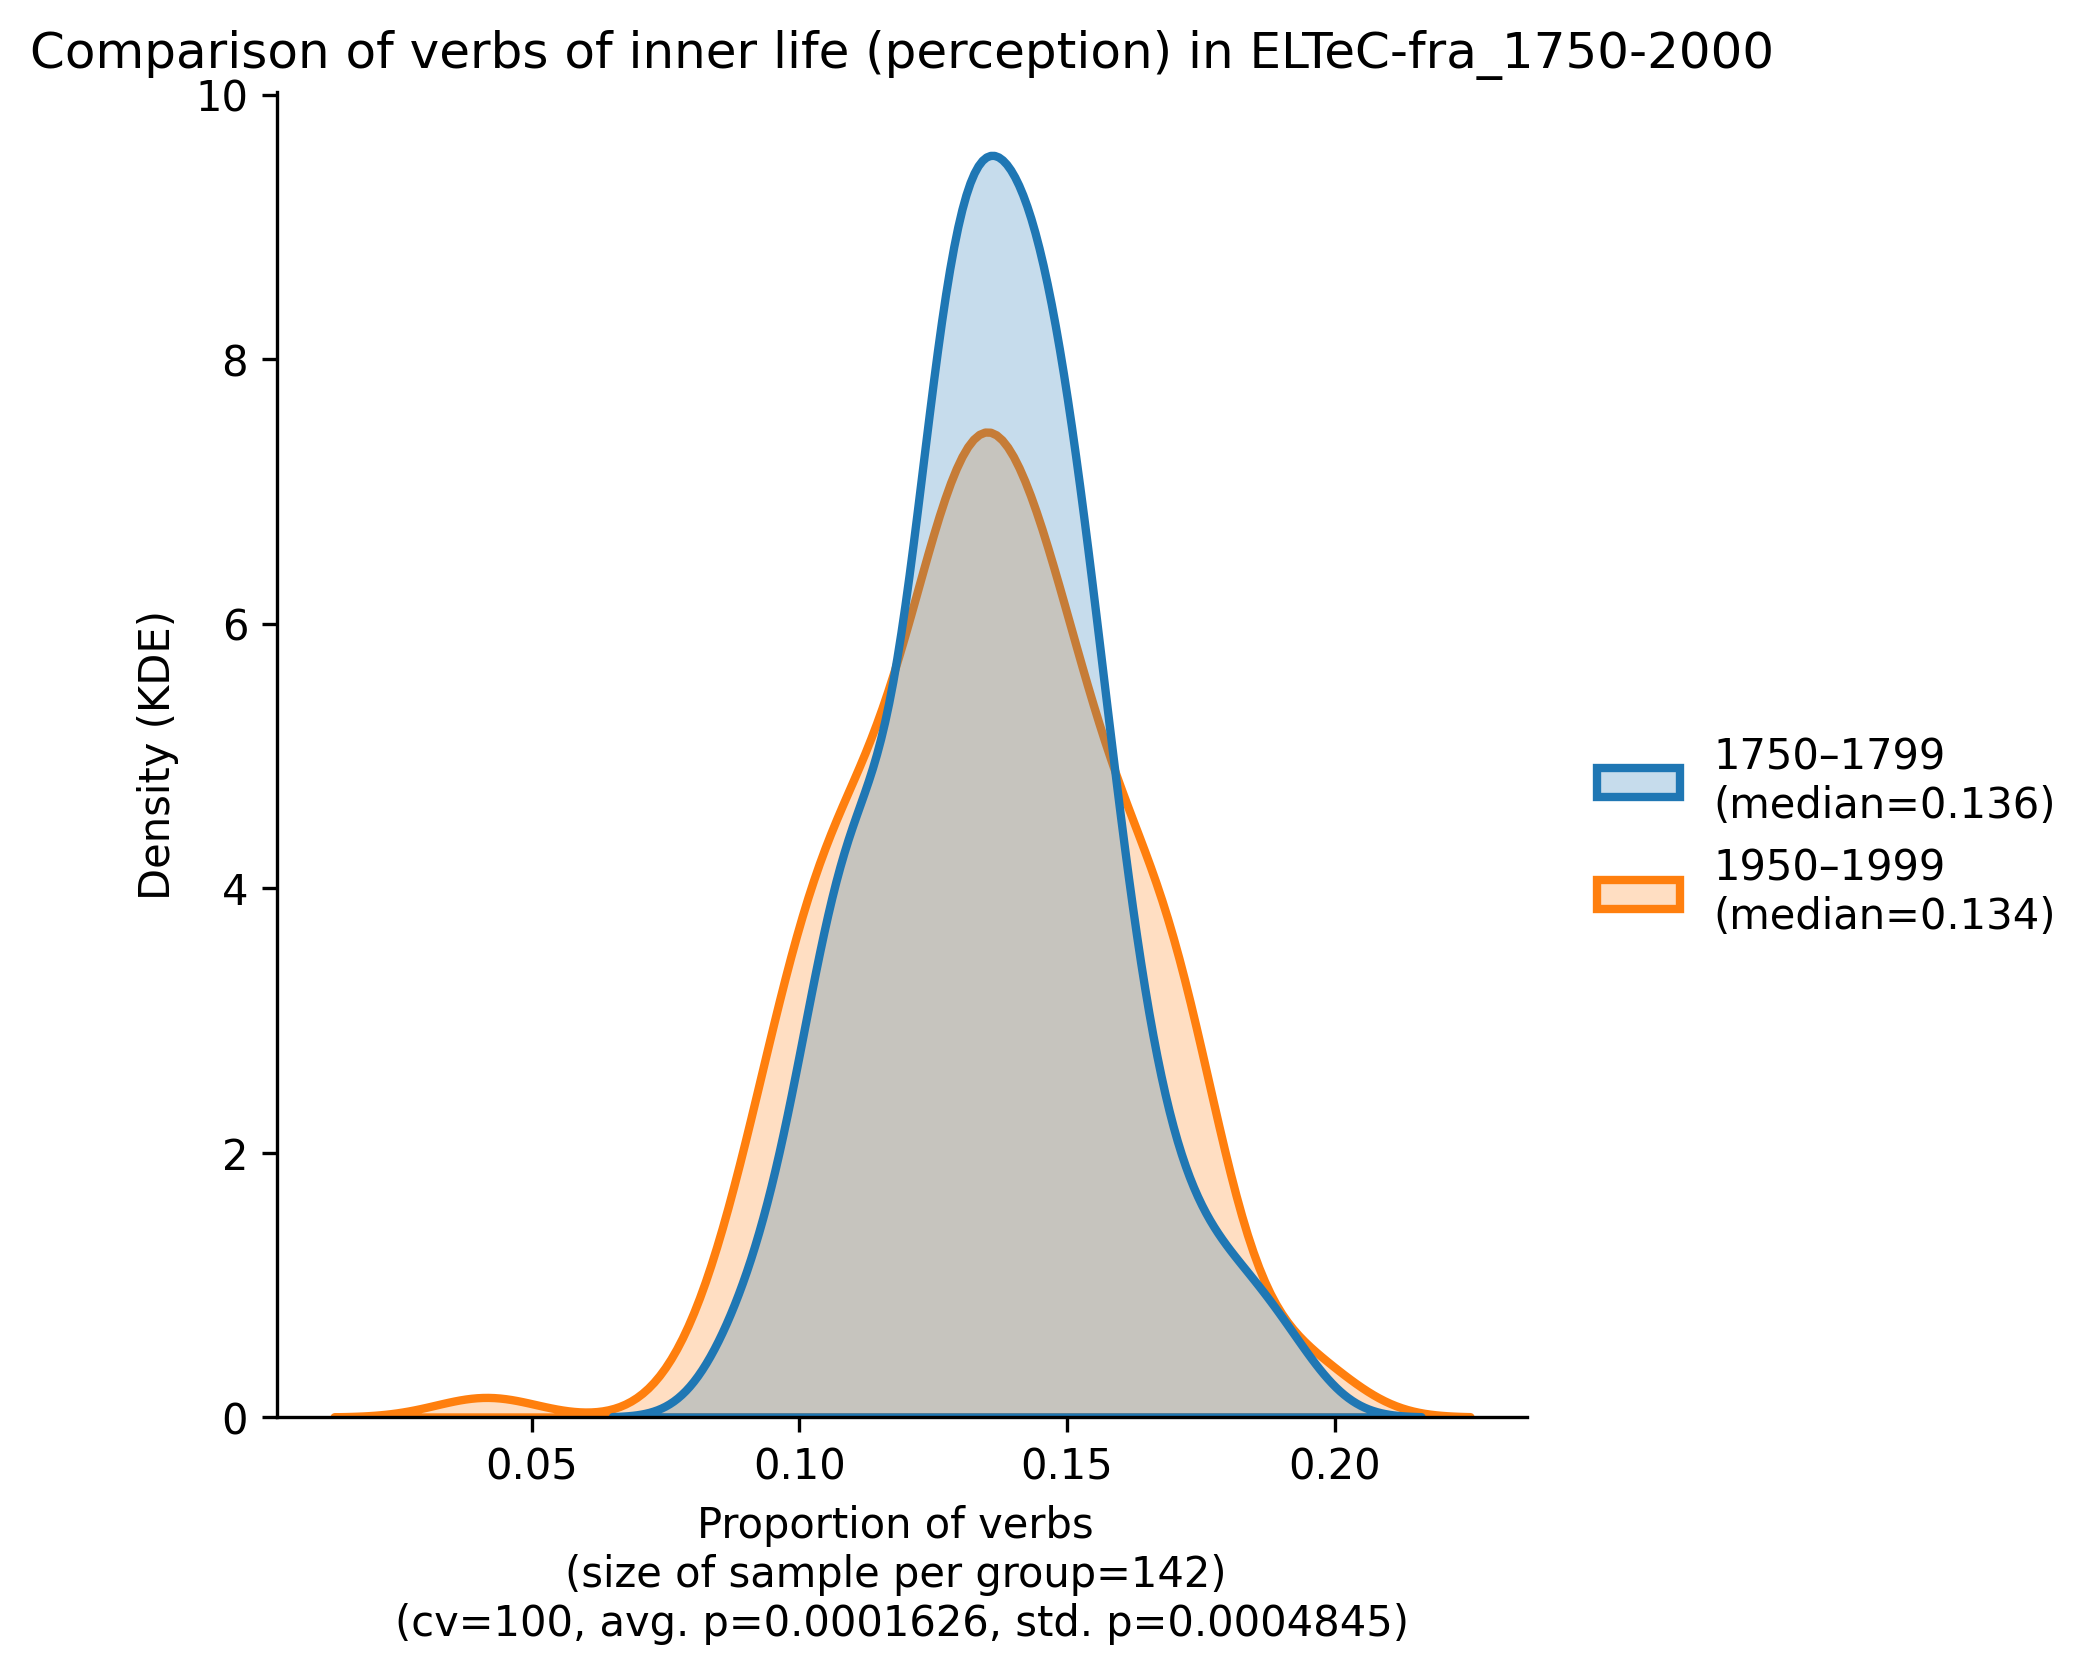 Comparison of verbs of inner life (perception) in ELTeC-fra_1750-2000
10
8
6
4
2
0
Density (KDE)
0.05 0.10 0.15 0.20
Proportion of verbs
(size of sample per group=142)
(cv=100, avg. p=0.0001626, std. p=0.0004845)
1750–1799
(median=0.136)
1950–1999
(median=0.134)